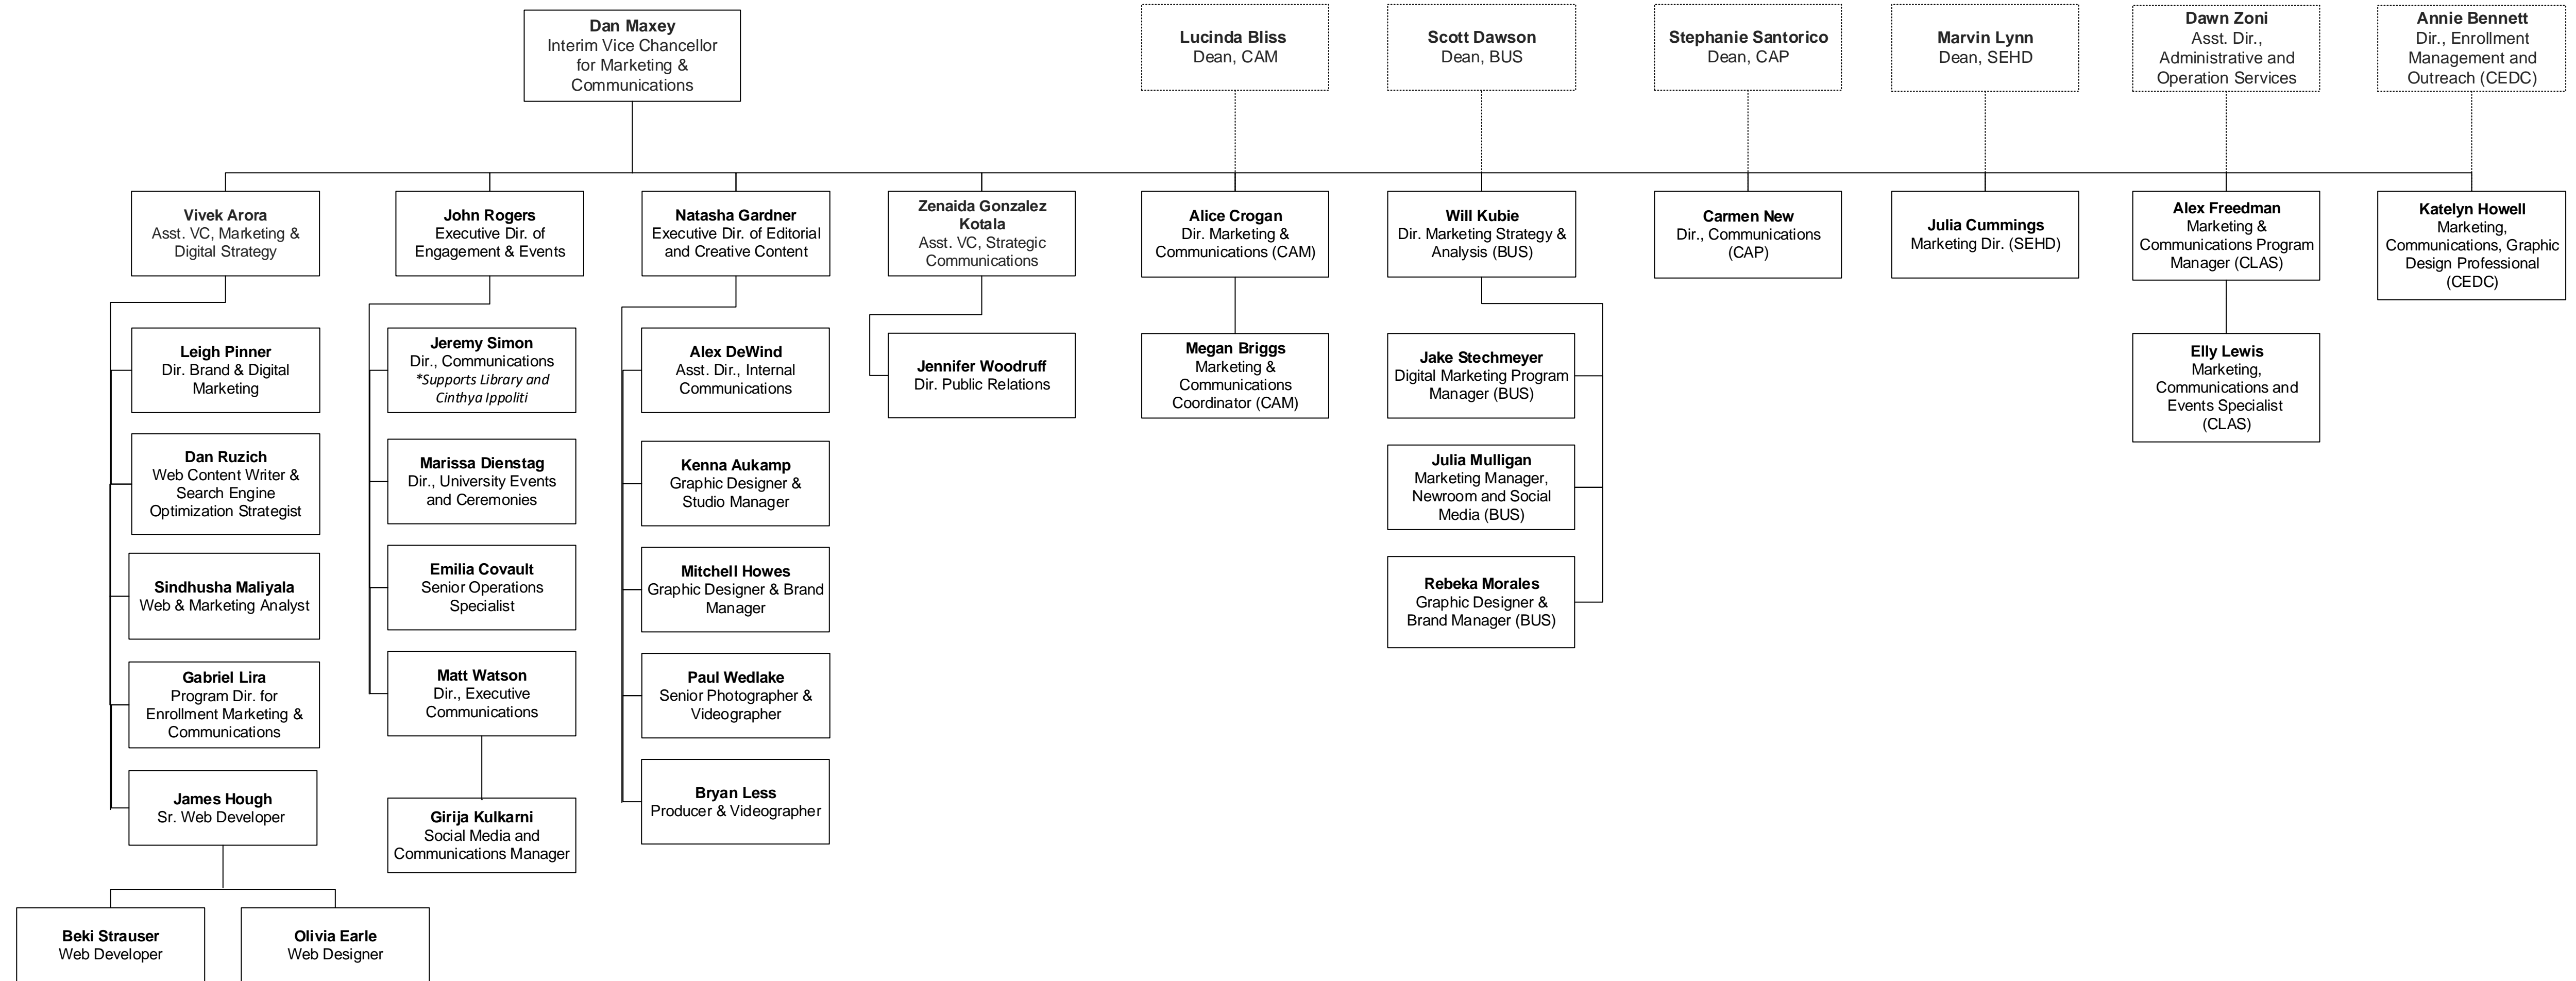 Dan Maxey
Interim Vice Chancellor
for Marketing &
Communications
Lucinda Bliss
Dean, CAM
Scott Dawson
Dean, BUS
Stephanie Santorico
Dean, CAP
Marvin Lynn
Dean, SEHD
Dawn Zoni
Asst. Dir.,
Administrative and
Operation Services
Annie Bennett
Dir., Enrollment
Management and
Outreach (CEDC)
Vivek Arora
Asst. VC, Marketing &
Digital Strategy
John Rogers
Executive Dir. of
Engagement & Events
Natasha Gardner
Executive Dir. of Editorial
and Creative Content
Zenaida Gonzalez
Kotala
Asst. VC, Strategic
Communications
Alice Crogan
Dir. Marketing &
Communications (CAM)
Will Kubie
Dir. Marketing Strategy &
Analysis (BUS)
Carmen New
Dir., Communications
(CAP)
Julia Cummings
Marketing Dir. (SEHD)
Alex Freedman
Marketing &
Communications Program
Manager (CLAS)
Katelyn Howell
Marketing,
Communications, Graphic
Design Professional
(CEDC)
Leigh Pinner
Dir. Brand & Digital
Marketing
Jeremy Simon
Dir., Communications
*Supports Library and
Cinthya Ippoliti
Alex DeWind
Asst. Dir., Internal
Communications
Jennifer Woodruff
Dir. Public Relations
Megan Briggs
Marketing &
Communications
Coordinator (CAM)
Jake Stechmeyer
Digital Marketing Program
Manager (BUS)
Elly Lewis
Marketing,
Communications and
Events Specialist
(CLAS)
Dan Ruzich
Web Content Writer &
Search Engine
Optimization Strategist
Marissa Dienstag
Dir., University Events
and Ceremonies
Kenna Aukamp
Graphic Designer &
Studio Manager
Julia Mulligan
Marketing Manager,
Newroom and Social
Media (BUS)
Sindhusha Maliyala
Web & Marketing Analyst
Emilia Covault
Senior Operations
Specialist
Mitchell Howes
Graphic Designer & Brand
Manager
Rebeka Morales
Graphic Designer &
Brand Manager (BUS)
Gabriel Lira
Program Dir. for
Enrollment Marketing &
Communications
Matt Watson
Dir., Executive
Communications
Paul Wedlake
Senior Photographer &
Videographer
James Hough
Sr. Web Developer
Girija Kulkarni
Social Media and
Communications Manager
Bryan Less
Producer & Videographer
Beki Strauser
Web Developer
Olivia Earle
Web Designer